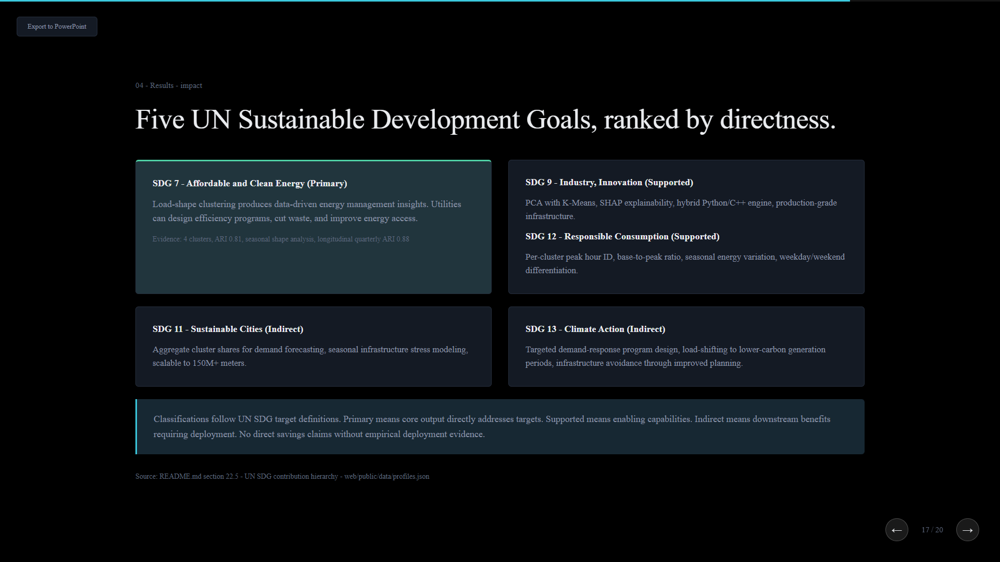 Export to PowerPoint
04 - Results - impact
Five UN Sustainable Development Goals, ranked by directness.
SDG 7 - Affordable and Clean Energy (Primary)
Load-shape clustering produces data-driven energy management insights. Utilities
can design efficiency programs, cut waste, and improve energy access.
Evidence: 4 clusters, ARI 0.81, seasonal shape analysis, longitudinal quarterly ARI 0.88
SDG 9 - Industry, Innovation (Supported)
PCA with K-Means, SHAP explainability, hybrid Python/C++ engine, production-grade
infrastructure.
SDG 12 - Responsible Consumption (Supported)
Per-cluster peak hour ID, base-to-peak ratio, seasonal energy variation, weekday/weekend
differentiation.
SDG 11 - Sustainable Cities (Indirect)
Aggregate cluster shares for demand forecasting, seasonal infrastructure stress modeling,
scalable to 150M+ meters.
SDG 13 - Climate Action (Indirect)
Targeted demand-response program design, load-shifting to lower-carbon generation
periods, infrastructure avoidance through improved planning.
Classifications follow UN SDG target definitions. Primary means core output directly addresses targets. Supported means enabling capabilities. Indirect means downstream benefits
requiring deployment. No direct savings claims without empirical deployment evidence.
Source: README.md section 22.5 - UN SDG contribution hierarchy - web/public/data/profiles.json
← 17 / 20 →